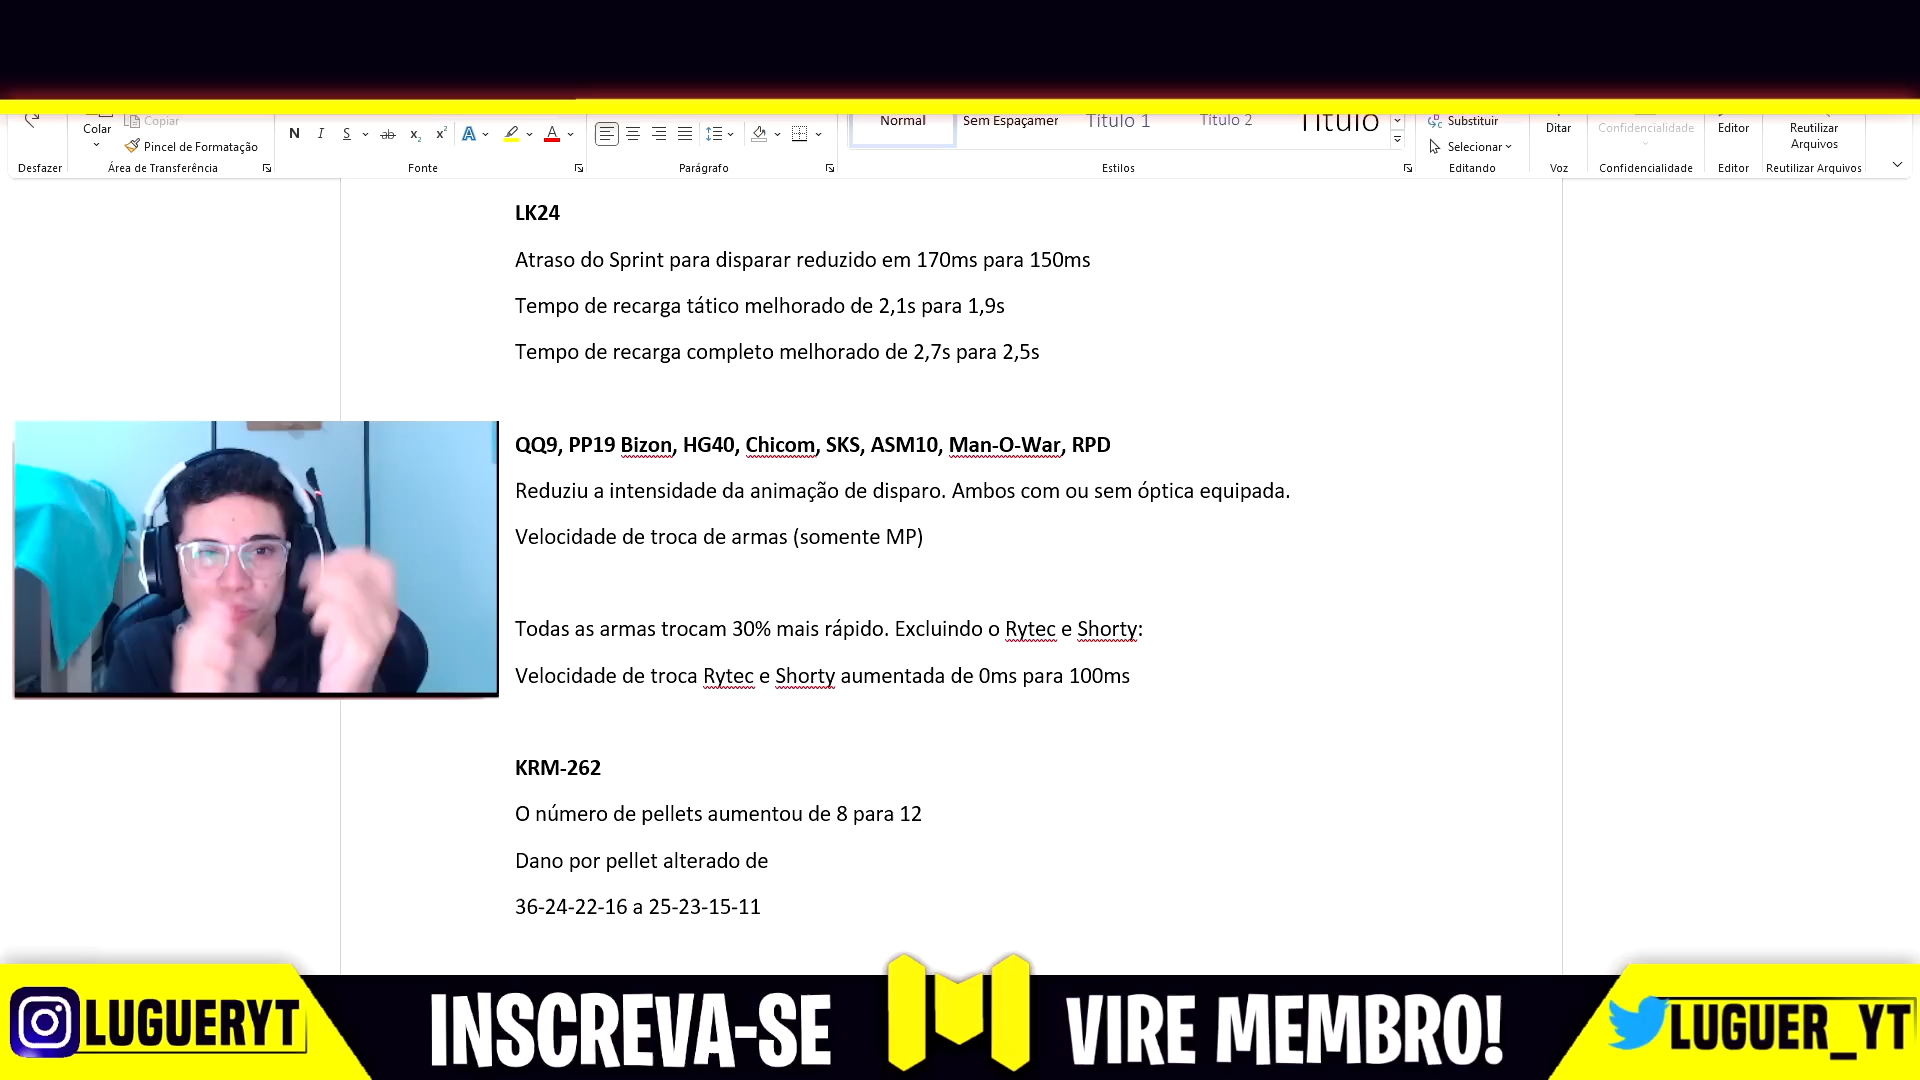 Colar
Copiar
Pincel de Formatação
Desfazer
Área de Transferência
N I S ab x₂ x² A A
Fonte
Parágrafo
Normal
Sem Espaçamer
Título 1
Título 2
Título
Estilos
Substituir
Selecionar
Editando
Ditar
Voz
Confidencialidade
Confidencialidade
Editor
Editor
Reutilizar
Arquivos
Reutilizar Arquivos
LK24
Atraso do Sprint para disparar reduzido em 170ms para 150ms
Tempo de recarga tático melhorado de 2,1s para 1,9s
Tempo de recarga completo melhorado de 2,7s para 2,5s
QQ9, PP19 Bizon, HG40, Chicom, SKS, ASM10, Man-O-War, RPD
Reduziu a intensidade da animação de disparo. Ambos com ou sem óptica equipada.
Velocidade de troca de armas (somente MP)
Todas as armas trocam 30% mais rápido. Excluindo o Rytec e Shorty:
Velocidade de troca Rytec e Shorty aumentada de 0ms para 100ms
KRM-262
O número de pellets aumentou de 8 para 12
Dano por pellet alterado de
36-24-22-16 a 25-23-15-11
LUGUERYT
INSCREVA-SE
VIRE MEMBRO!
LUGUER_YT